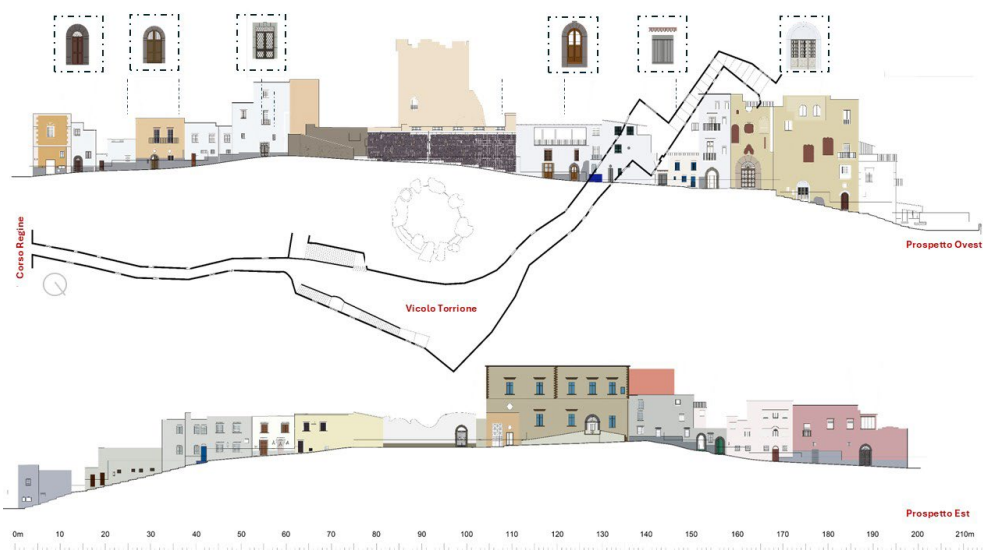 Corso Regine
Prospetto Ovest
Vicolo Torrione
Prospetto Est
0m 10 20 30 40 50 60 70 80 90 100 110 120 130 140 150 160 170 180 190 200 210m